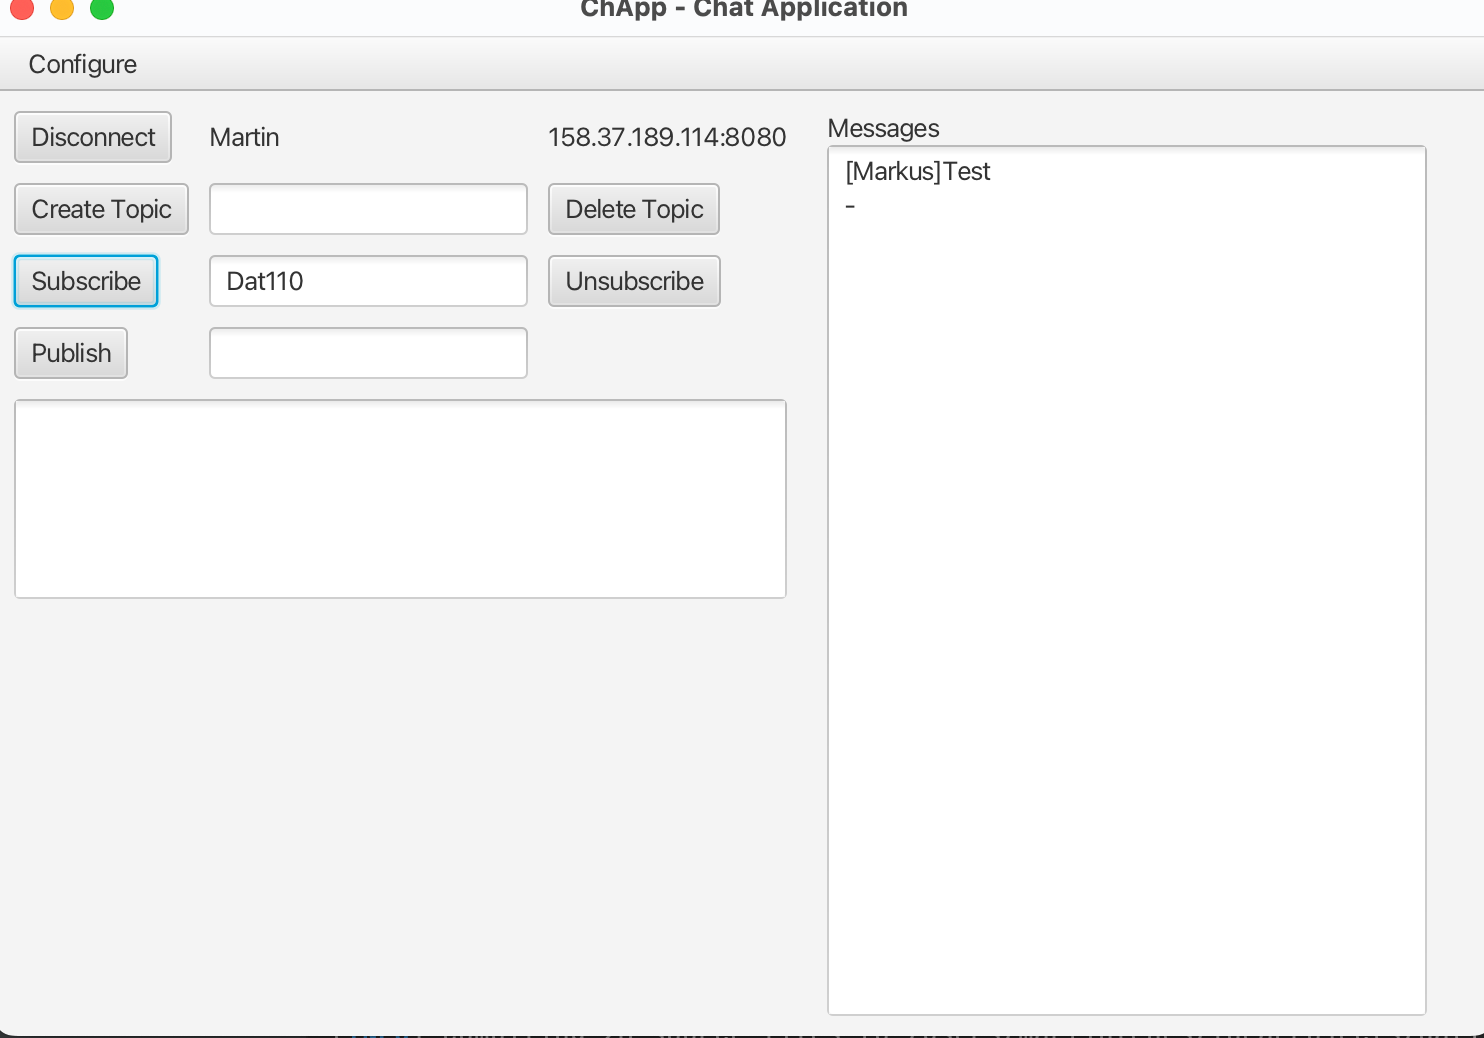 ChApp - Chat Application
Configure
Disconnect
Martin
158.37.189.114:8080
Create Topic
Delete Topic
Subscribe
Dat110
Unsubscribe
Publish
Messages
[Markus]Test
-